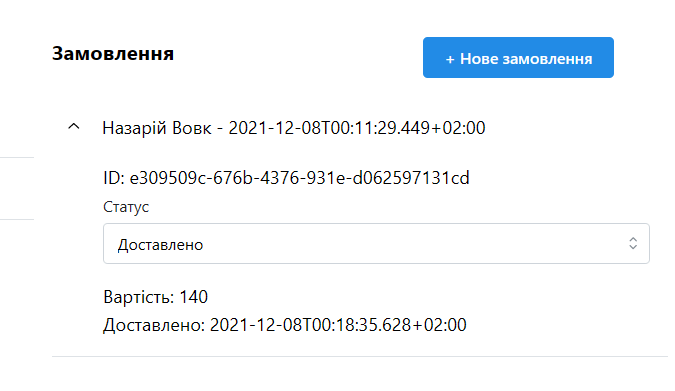 Замовлення
+ Нове замовлення
Назарій Вовк - 2021-12-08T00:11:29.449+02:00
ID: e309509c-676b-4376-931e-d062597131cd
Статус
Доставлено
Вартість: 140
Доставлено: 2021-12-08T00:18:35.628+02:00